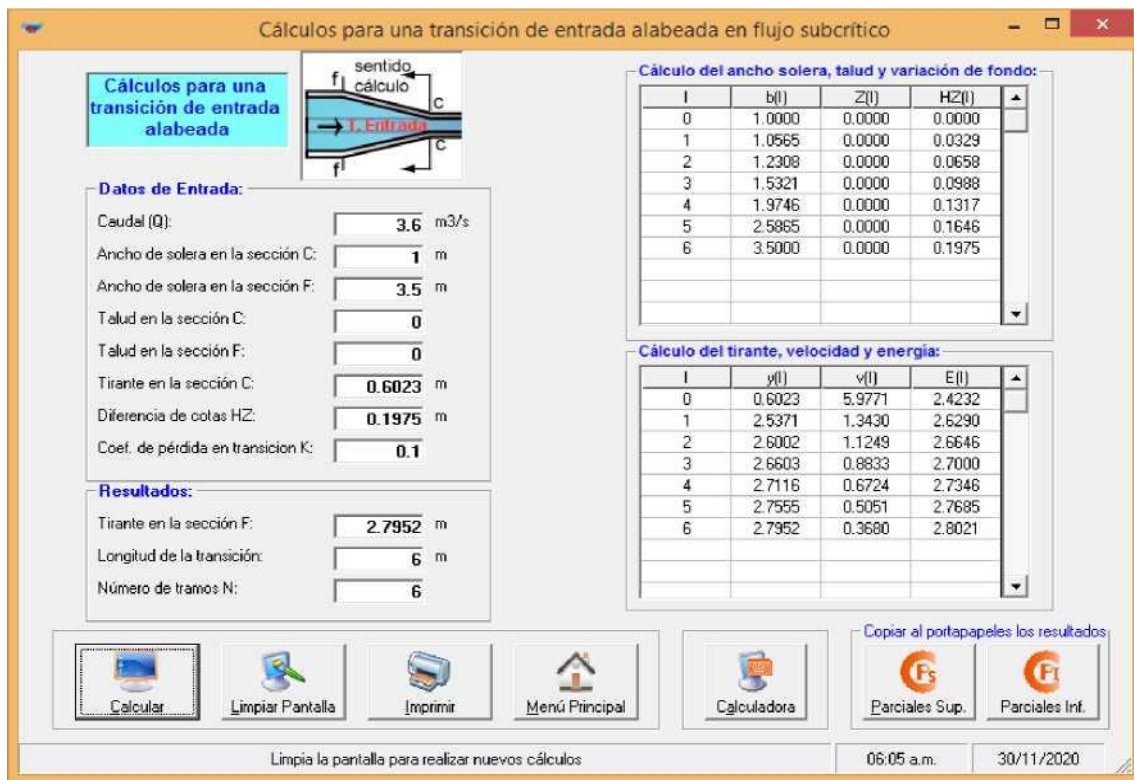 Cálculos para una transición de entrada alabeada en flujo subcrítico
Cálculos para una
transición de entrada
alabeada
sentido
cálculo
f
C
T. Entrada
C
f
Datos de Entrada:
Caudal (Q): 3.6 m3/s
Ancho de solera en la sección C: 1 m
Ancho de solera en la sección F: 3.5 m
Talud en la sección C: 0
Talud en la sección F: 0
Tirante en la sección C: 0.6023 m
Diferencia de cotas HZ: 0.1975 m
Coef. de pérdida en transicion K: 0.1
Resultados:
Tirante en la sección F: 2.7952 m
Longitud de la transición: 6 m
Número de tramos N: 6
Cálculo del ancho solera, talud y variación de fondo:
I b(I) Z(I) HZ(I)
0 1.0000 0.0000 0.0000
1 1.0565 0.0000 0.0329
2 1.2308 0.0000 0.0658
3 1.5321 0.0000 0.0988
4 1.9746 0.0000 0.1317
5 2.5865 0.0000 0.1646
6 3.5000 0.0000 0.1975
Cálculo del tirante, velocidad y energía:
I y(I) v(I) E(I)
0 0.6023 5.9771 2.4232
1 2.5371 1.3430 2.6290
2 2.6002 1.1249 2.6646
3 2.6603 0.8833 2.7000
4 2.7116 0.6724 2.7346
5 2.7555 0.5051 2.7685
6 2.7952 0.3680 2.8021
Calcular
Limpiar Pantalla
Imprimir
Menú Principal
Calculadora
Copiar al portapapeles los resultados
Ps
Parciales Sup.
PI
Parciales Inf.
Limpia la pantalla para realizar nuevos cálculos
06:05 a.m.
30/11/2020